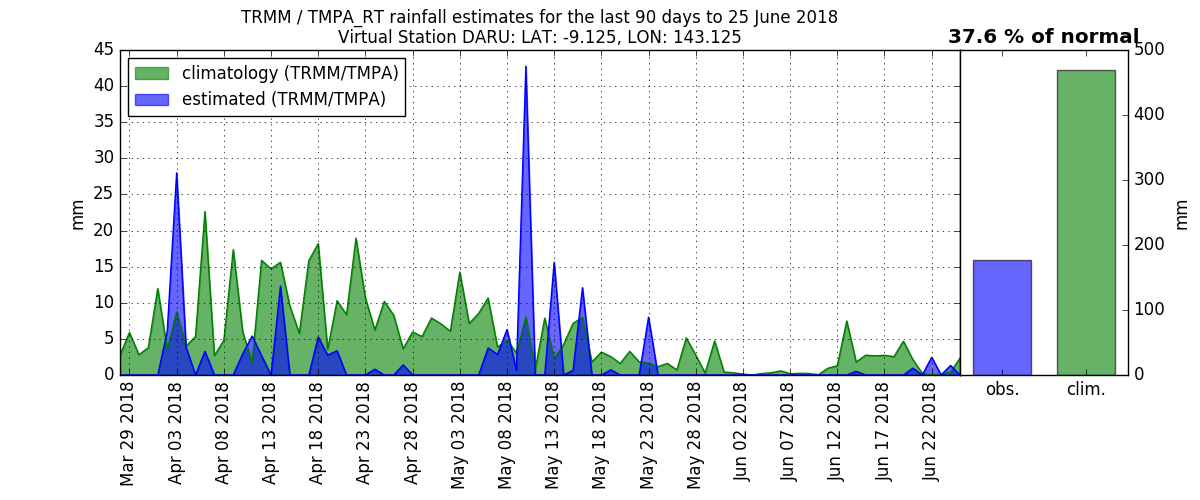 TRMM / TMPA_RT rainfall estimates for the last 90 days to 25 June 2018
Virtual Station DARU: LAT: -9.125, LON: 143.125
37.6 % of normal
climatology (TRMM/TMPA)
estimated (TRMM/TMPA)
45
40
35
30
25
20
15
10
5
0
mm
Mar 29 2018
Apr 03 2018
Apr 08 2018
Apr 13 2018
Apr 18 2018
Apr 23 2018
Apr 28 2018
May 03 2018
May 08 2018
May 13 2018
May 18 2018
May 23 2018
May 28 2018
Jun 02 2018
Jun 07 2018
Jun 12 2018
Jun 17 2018
Jun 22 2018
obs.
clim.
500
400
300
200
100
0
mm